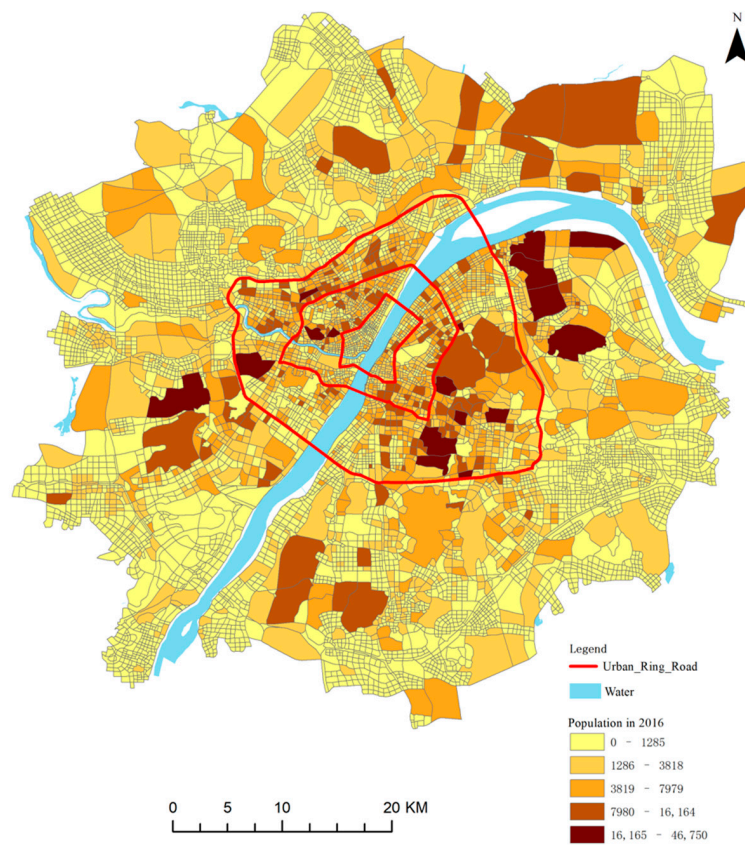 N
Legend
Urban_Ring_Road
Water
Population in 2016
0 - 1285
1286 - 3818
3819 - 7979
7980 - 16,164
16,165 - 46,750
0 5 10 20 KM